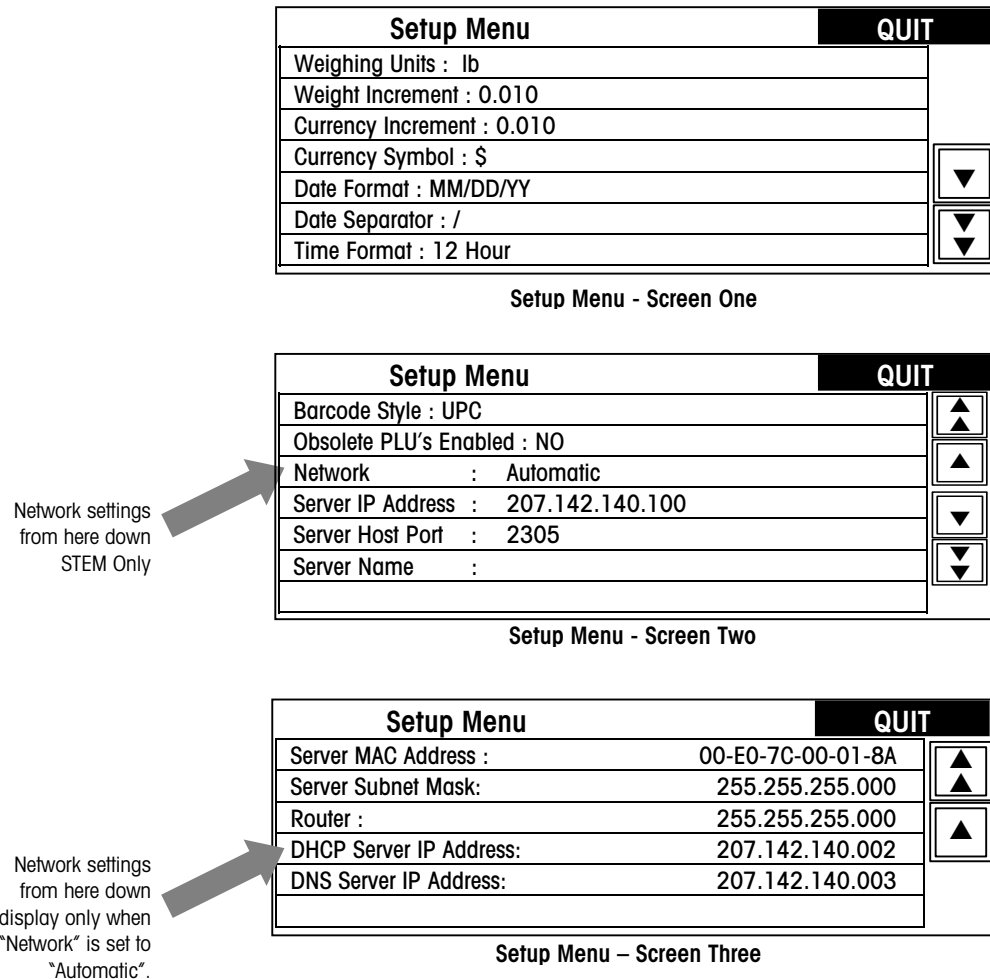 Setup Menu QUIT
Weighing Units : lb
Weight Increment : 0.010
Currency Increment : 0.010
Currency Symbol : $
Date Format : MM/DD/YY
Date Separator : /
Time Format : 12 Hour
Setup Menu - Screen One
Setup Menu QUIT
Barcode Style : UPC
Obsolete PLU′s Enabled : NO
Network : Automatic
Server IP Address : 207.142.140.100
Server Host Port : 2305
Server Name :
Network settings
from here down
STEM Only
Setup Menu - Screen Two
Setup Menu QUIT
Server MAC Address : 00-E0-7C-00-01-8A
Server Subnet Mask: 255.255.255.000
Router : 255.255.255.000
DHCP Server IP Address: 207.142.140.002
DNS Server IP Address: 207.142.140.003
Network settings
from here down
display only when
‶Network″ is set to
‶Automatic″.
Setup Menu – Screen Three